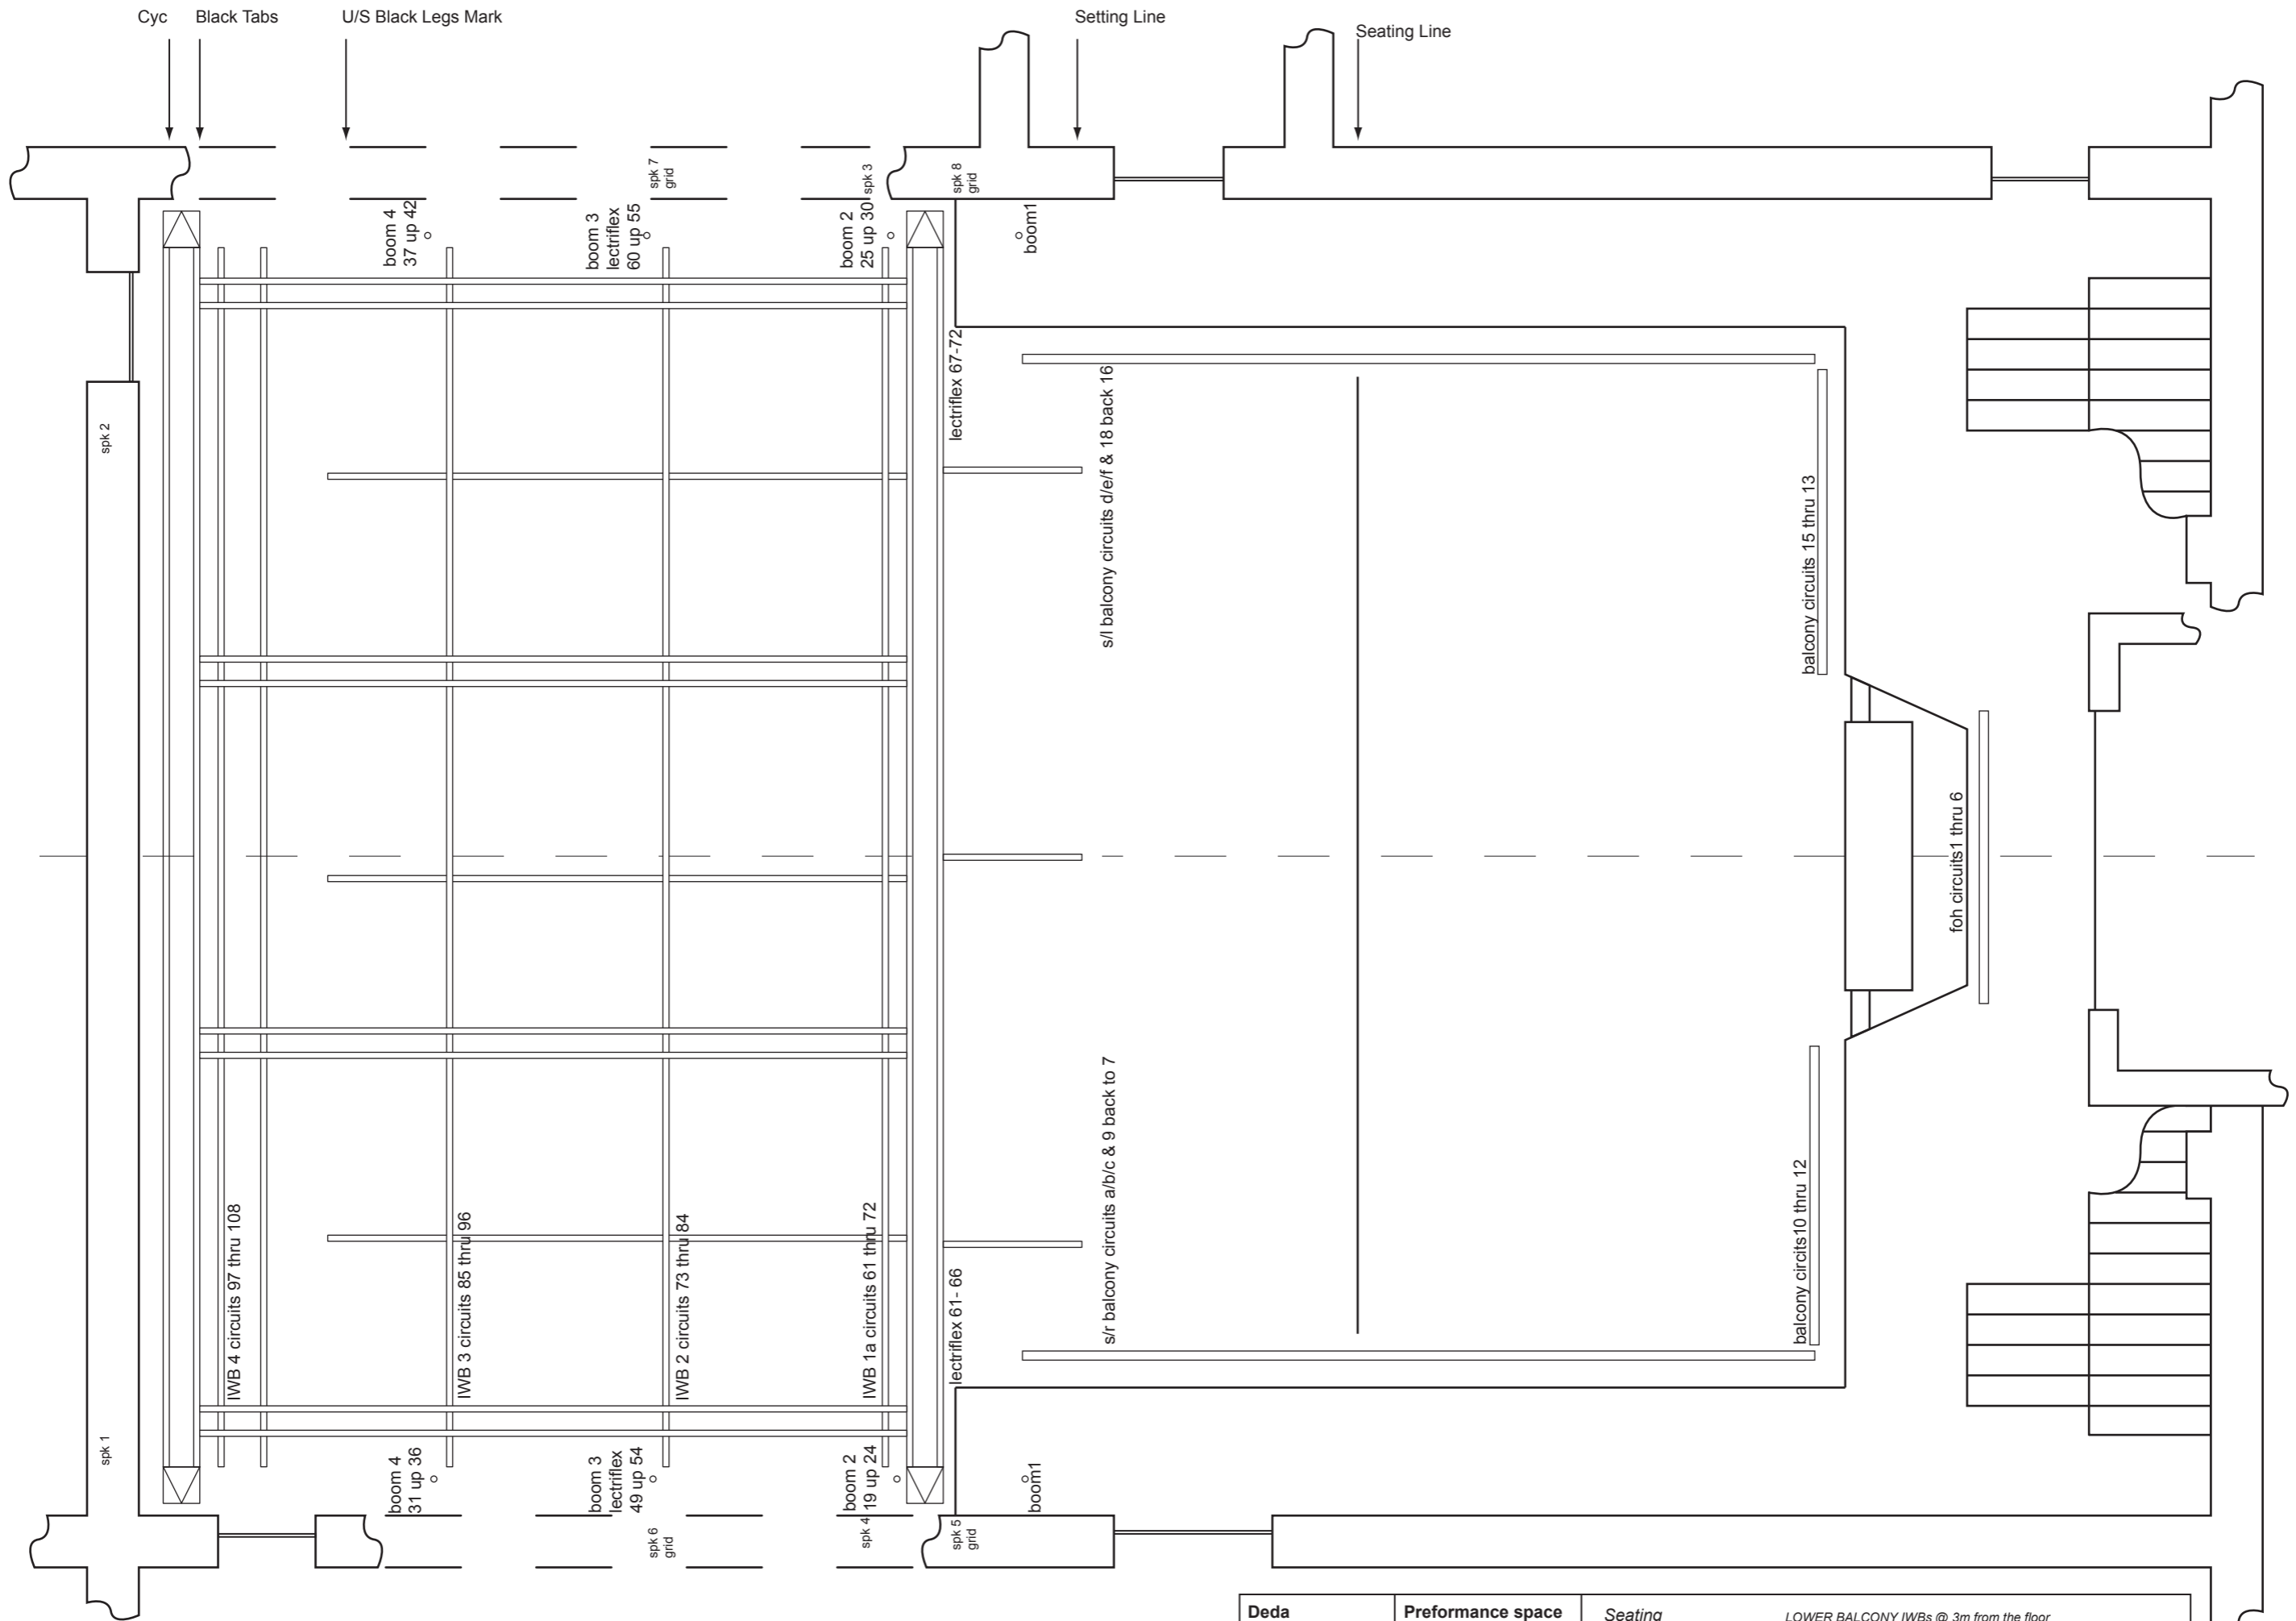 Cyc
Black Tabs
U/S Black Legs Mark
Setting Line
Seating Line
spk 7
grid
spk 3
spk 8
grid
boom 4
37 up 42
boom 3
lectriflex
60 up 55
boom 2
25 up 30
boom1
spk 2
lectriflex 67-72
s/l balcony circuits d/e/f & 18 back 16
balcony circuits 15 thru 13
foh circuits1 thru 6
s/r balcony circuits a/b/c & 9 back to 7
balcony circits10 thru 12
IWB 4 circuits 97 thru 108
IWB 3 circuits 85 thru 96
IWB 2 circuits 73 thru 84
IWB 1a circuits 61 thru 72
lectriflex 61- 66
spk 1
boom 4
31 up 36
boom 3
lectriflex
49 up 54
boom 2
19 up 24
boom1
spk 6
grid
spk 4
spk 5
grid
Deda
Preformance space
Seating
LOWER BALCONY IWBs @ 3m from the floor